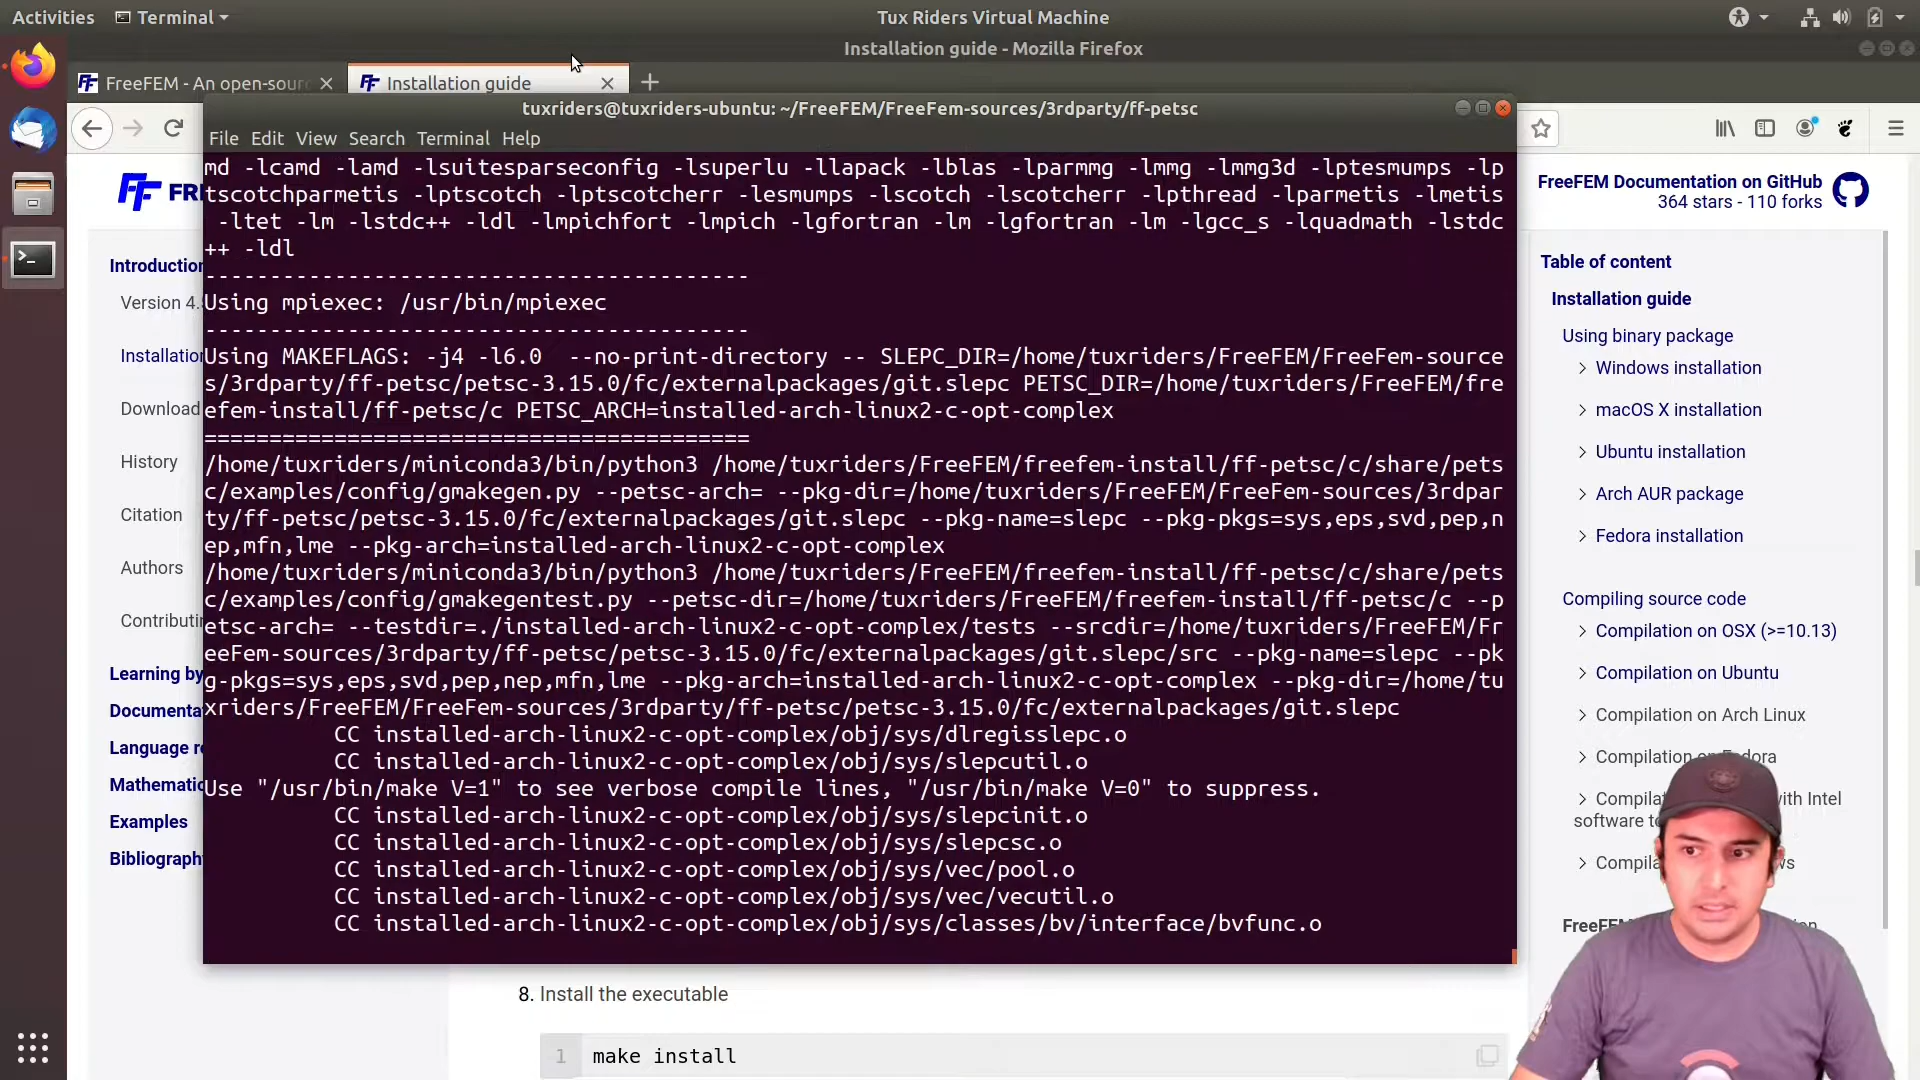 Activities
Terminal
Tux Riders Virtual Machine
Installation guide - Mozilla Firefox
FreeFEM - An open-sour
Installation guide
tuxriders@tuxriders-ubuntu: ~/FreeFEM/FreeFem-sources/3rdparty/ff-petsc
File Edit View Search Terminal Help
md -lcamd -lamd -lsuitesparseconfig -lsuperlu -llapack -lblas -lparmmg -lmmg -lmmg3d -lptesmumps -lp
tscotchparmetis -lptscotch -lptscotcherr -lesmumps -lscotch -lscotcherr -lpthread -lparmetis -lmetis
-ltet -lm -lstdc++ -ldl -lmpichfort -lmpich -lgfortran -lm -lgfortran -lm -lgcc_s -lquadmath -lstdc
++ -ldl
------------------------------------------
Using mpiexec: /usr/bin/mpiexec
------------------------------------------
Using MAKEFLAGS: -j4 -l6.0  --no-print-directory -- SLEPC_DIR=/home/tuxriders/FreeFEM/FreeFem-source
s/3rdparty/ff-petsc/petsc-3.15.0/fc/externalpackages/git.slepc PETSC_DIR=/home/tuxriders/FreeFEM/fre
efem-install/ff-petsc/c PETSC_ARCH=installed-arch-linux2-c-opt-complex
==========================================
/home/tuxriders/miniconda3/bin/python3 /home/tuxriders/FreeFEM/freefem-install/ff-petsc/c/share/pets
c/examples/config/gmakegen.py --petsc-arch= --pkg-dir=/home/tuxriders/FreeFEM/FreeFem-sources/3rdpar
ty/ff-petsc/petsc-3.15.0/fc/externalpackages/git.slepc --pkg-name=slepc --pkg-pkgs=sys,eps,svd,pep,n
ep,mfn,lme --pkg-arch=installed-arch-linux2-c-opt-complex
/home/tuxriders/miniconda3/bin/python3 /home/tuxriders/FreeFEM/freefem-install/ff-petsc/c/share/pets
c/examples/config/gmakegentest.py --petsc-dir=/home/tuxriders/FreeFEM/freefem-install/ff-petsc/c --p
etsc-arch= --testdir=./installed-arch-linux2-c-opt-complex/tests --srcdir=/home/tuxriders/FreeFEM/Fr
eeFem-sources/3rdparty/ff-petsc/petsc-3.15.0/fc/externalpackages/git.slepc/src --pkg-name=slepc --pk
g-pkgs=sys,eps,svd,pep,nep,mfn,lme --pkg-arch=installed-arch-linux2-c-opt-complex --pkg-dir=/home/tu
xriders/FreeFEM/FreeFem-sources/3rdparty/ff-petsc/petsc-3.15.0/fc/externalpackages/git.slepc
CC installed-arch-linux2-c-opt-complex/obj/sys/dlregisslepc.o
CC installed-arch-linux2-c-opt-complex/obj/sys/slepcutil.o
Use "/usr/bin/make V=1" to see verbose compile lines, "/usr/bin/make V=0" to suppress.
CC installed-arch-linux2-c-opt-complex/obj/sys/slepcinit.o
CC installed-arch-linux2-c-opt-complex/obj/sys/slepcsc.o
CC installed-arch-linux2-c-opt-complex/obj/sys/vec/pool.o
CC installed-arch-linux2-c-opt-complex/obj/sys/vec/vecutil.o
CC installed-arch-linux2-c-opt-complex/obj/sys/classes/bv/interface/bvfunc.o
FF FR
Introduction
Version 4.
Installatio
Download
History
Citation
Authors
Contributi
Learning by
Documenta
Language re
Mathematic
Examples
Bibliography
8. Install the executable
1 make install
FreeFEM Documentation on GitHub
364 stars - 110 forks
Table of content
Installation guide
Using binary package
> Windows installation
> macOS X installation
> Ubuntu installation
> Arch AUR package
> Fedora installation
Compiling source code
> Compilation on OSX (>=10.13)
> Compilation on Ubuntu
> Compilation on Arch Linux
> Compilation on Fedora
> Compila with Intel
software to
> Compila ws
FreeFE